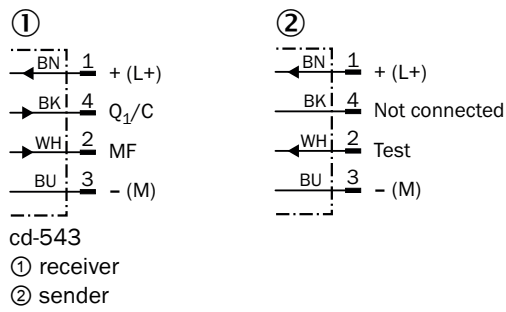 ① ②
BN 1 + (L+) BN 1 + (L+)
BK 4 Q1/C BK 4 Not connected
WH 2 MF WH 2 Test
BU 3 – (M) BU 3 – (M)
cd-543
① receiver
② sender